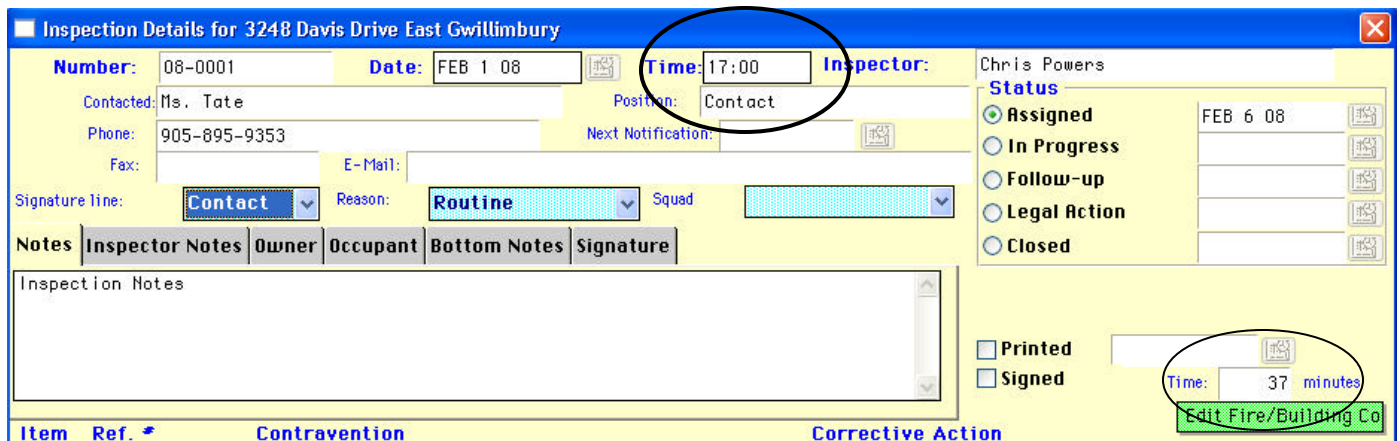 Inspection Details for 3248 Davis Drive East Gwillimbury
Number: 08-0001 Date: FEB 1 08 Time: 17:00 Inspector: Chris Powers
Contacted: Ms. Tate Position: Contact Status
Phone: 905-895-9353 Next Notification: Assigned FEB 6 08
Fax: E-Mail: In Progress
Follow-up
Signature line: Contact Reason: Routine Squad Legal Action
Notes Inspector Notes Owner Occupant Bottom Notes Signature Closed
Inspection Notes
Printed
Signed Time: 37 minutes
Edit Fire/Building Co
Item Ref. # Contravention Corrective Action